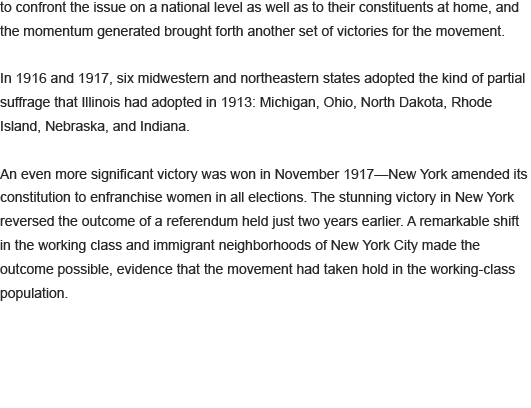 to confront the issue on a national level as well as to their constituents at home, and
the momentum generated brought forth another set of victories for the movement.
In 1916 and 1917, six midwestern and northeastern states adopted the kind of partial
suffrage that Illinois had adopted in 1913: Michigan, Ohio, North Dakota, Rhode
Island, Nebraska, and Indiana.
An even more significant victory was won in November 1917—New York amended its
constitution to enfranchise women in all elections. The stunning victory in New York
reversed the outcome of a referendum held just two years earlier. A remarkable shift
in the working class and immigrant neighborhoods of New York City made the
outcome possible, evidence that the movement had taken hold in the working-class
population.